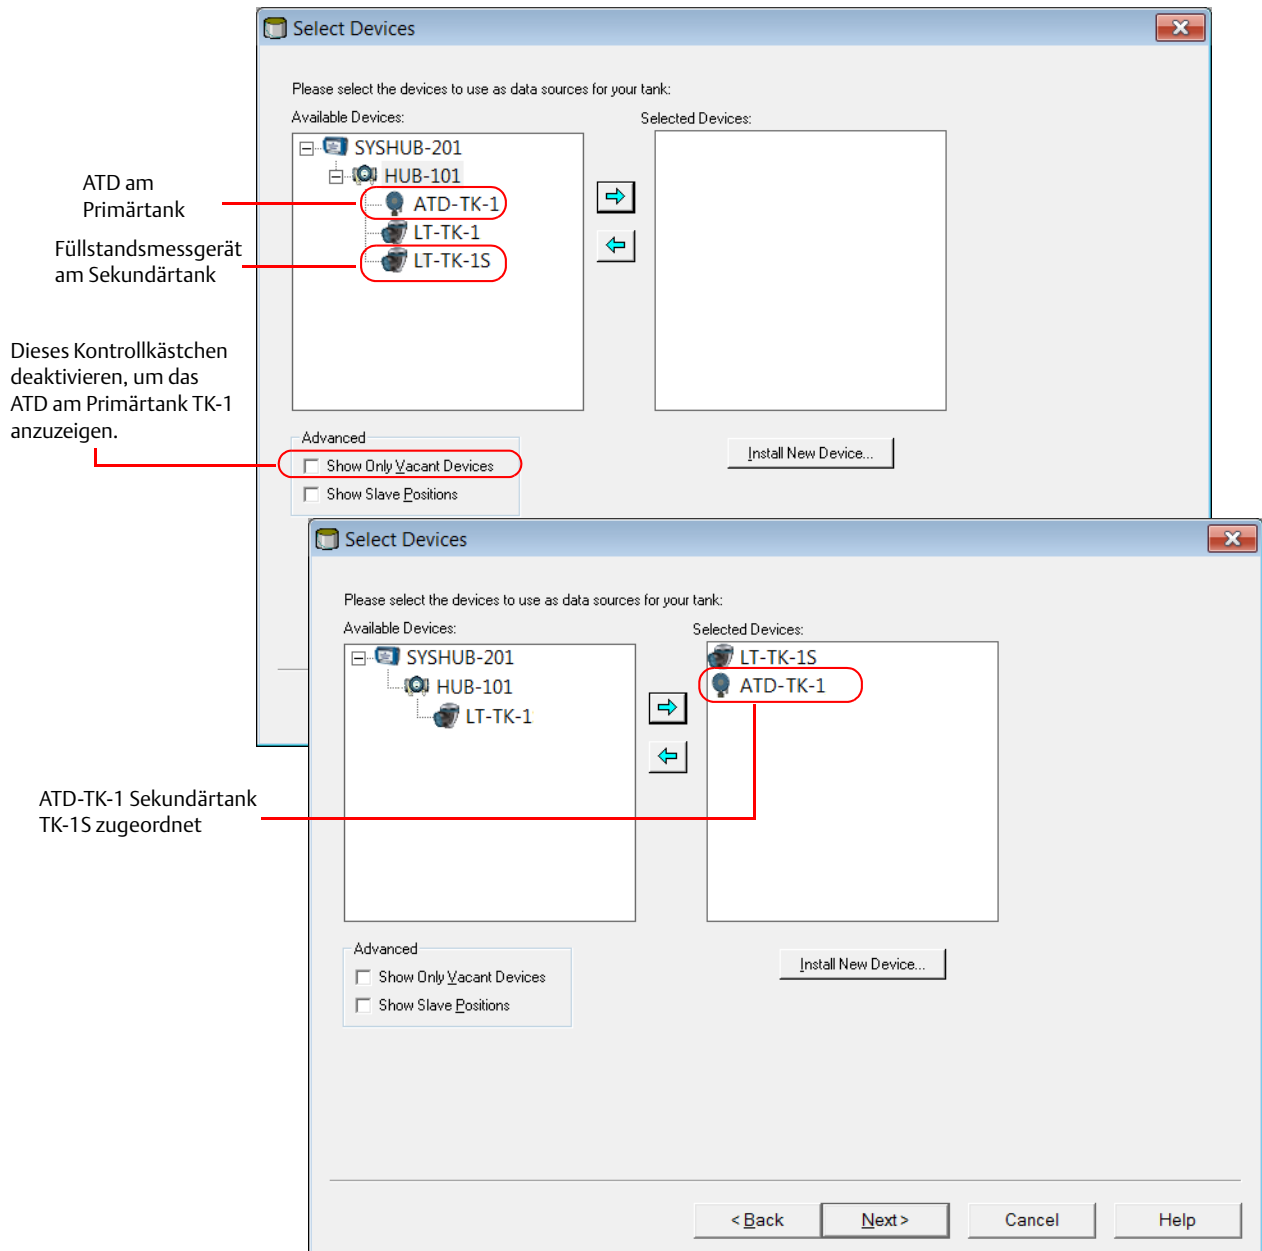 Select Devices
Please select the devices to use as data sources for your tank:
Available Devices:
Selected Devices:
SYSHUB-201
HUB-101
ATD-TK-1
LT-TK-1
LT-TK-1S
ATD am
Primärtank
Füllstandsmessgerät
am Sekundärtank
Dieses Kontrollkästchen
deaktivieren, um das
ATD am Primärtank TK-1
anzuzeigen.
Advanced
Show Only Vacant Devices
Show Slave Positions
Install New Device...
Select Devices
Please select the devices to use as data sources for your tank:
Available Devices:
Selected Devices:
SYSHUB-201
HUB-101
LT-TK-1
LT-TK-1S
ATD-TK-1
ATD-TK-1 Sekundärtank
TK-1S zugeordnet
Advanced
Show Only Vacant Devices
Show Slave Positions
Install New Device...
< Back
Next >
Cancel
Help